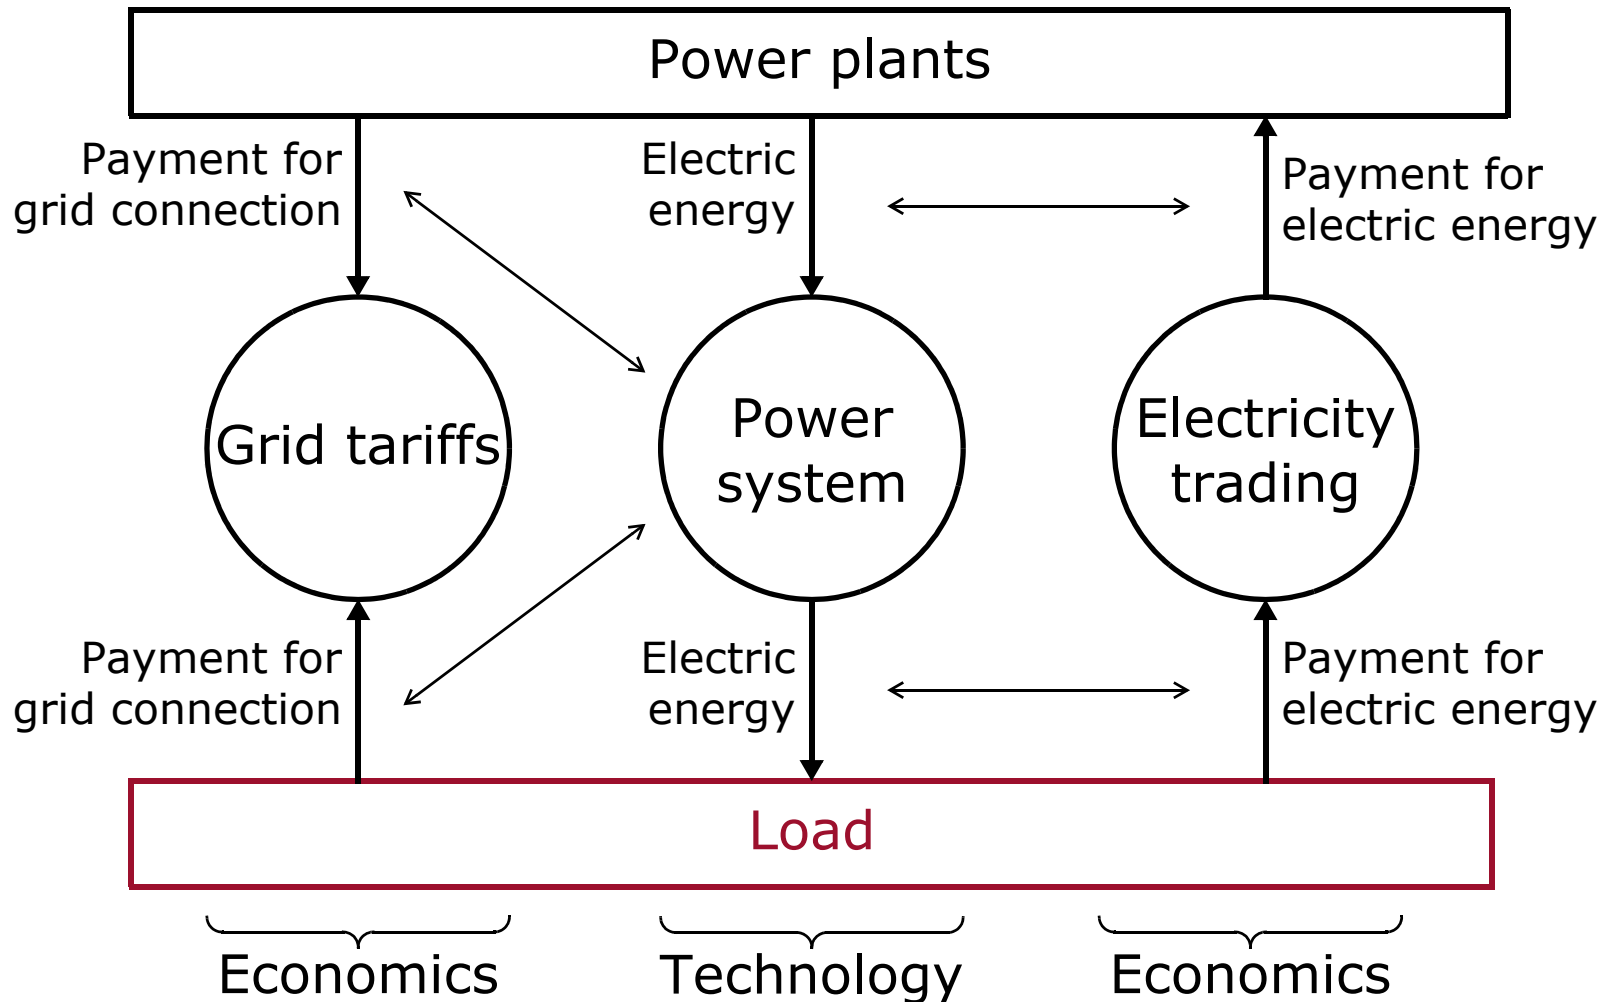 Power plants
Payment for
grid connection
Electric
energy
Payment for
electric energy
Grid tariffs
Power
system
Electricity
trading
Payment for
grid connection
Electric
energy
Payment for
electric energy
Load
Economics
Technology
Economics